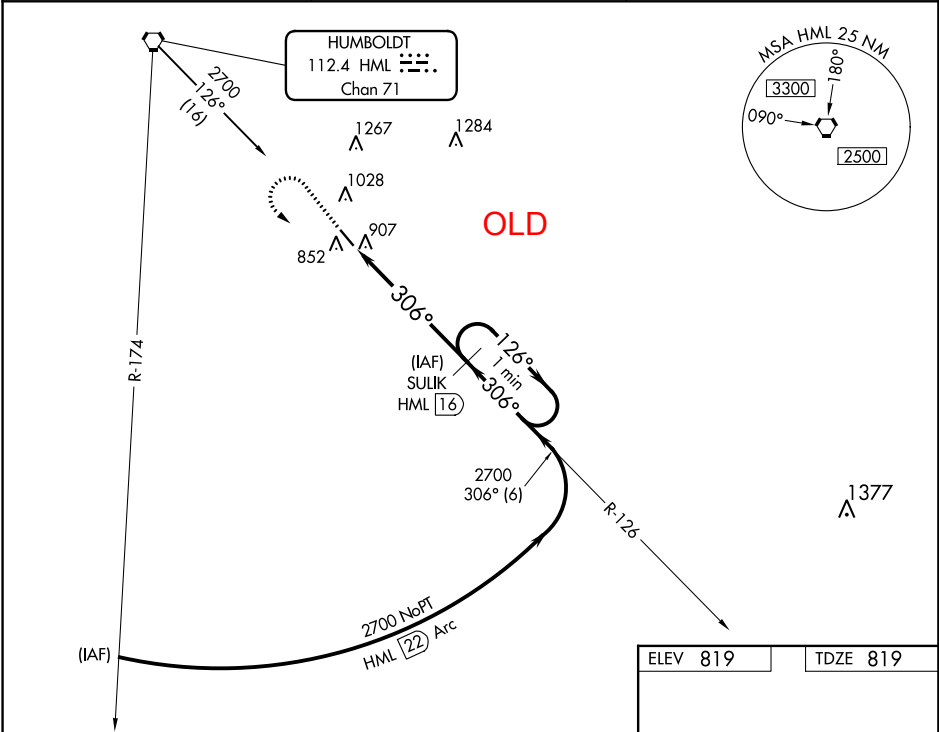 HUMBOLDT
112.4 HML
Chan 71
2700
126°
(16)
MSA HML 25 NM
180°
3300
090°
2500
1267
1284
1028
OLD
907
852
306°
126°
1 min
306°
(IAF)
SULIK
HML 16
R-174
2700
306° (6)
1377
R-126
2700 NoPT
HML 22 Arc
(IAF)
ELEV 819
TDZE 819